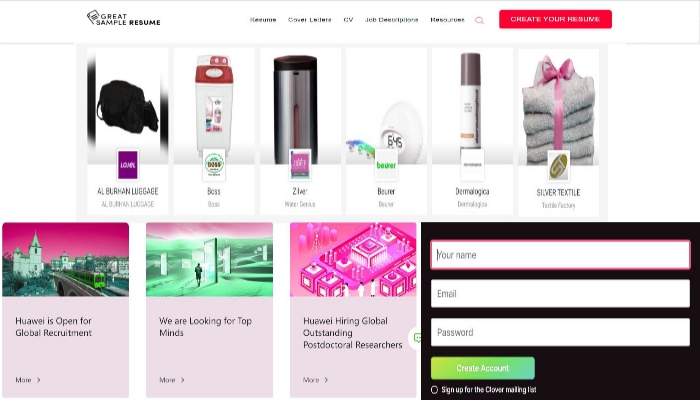 GREAT
SAMPLE RESUME
Resume Cover Letters CV Job Descriptions Resources
CREATE YOUR RESUME
BOSS
beurer
AL BURHAN LUGGAGE
AL BURHAN LUGGAGE
Boss
Boss
Zilver
Water Genius
Beurer
Beurer
Dermalogica
Dermalogica
SILVER TEXTILE
Textile Factory
Huawei is Open for
Global Recruitment
More
We are Looking for Top
Minds
More
Huawei Hiring Global
Outstanding
Postdoctoral Researchers
More
Your name
Email
Password
Create Account
Sign up for the Clover mailing list